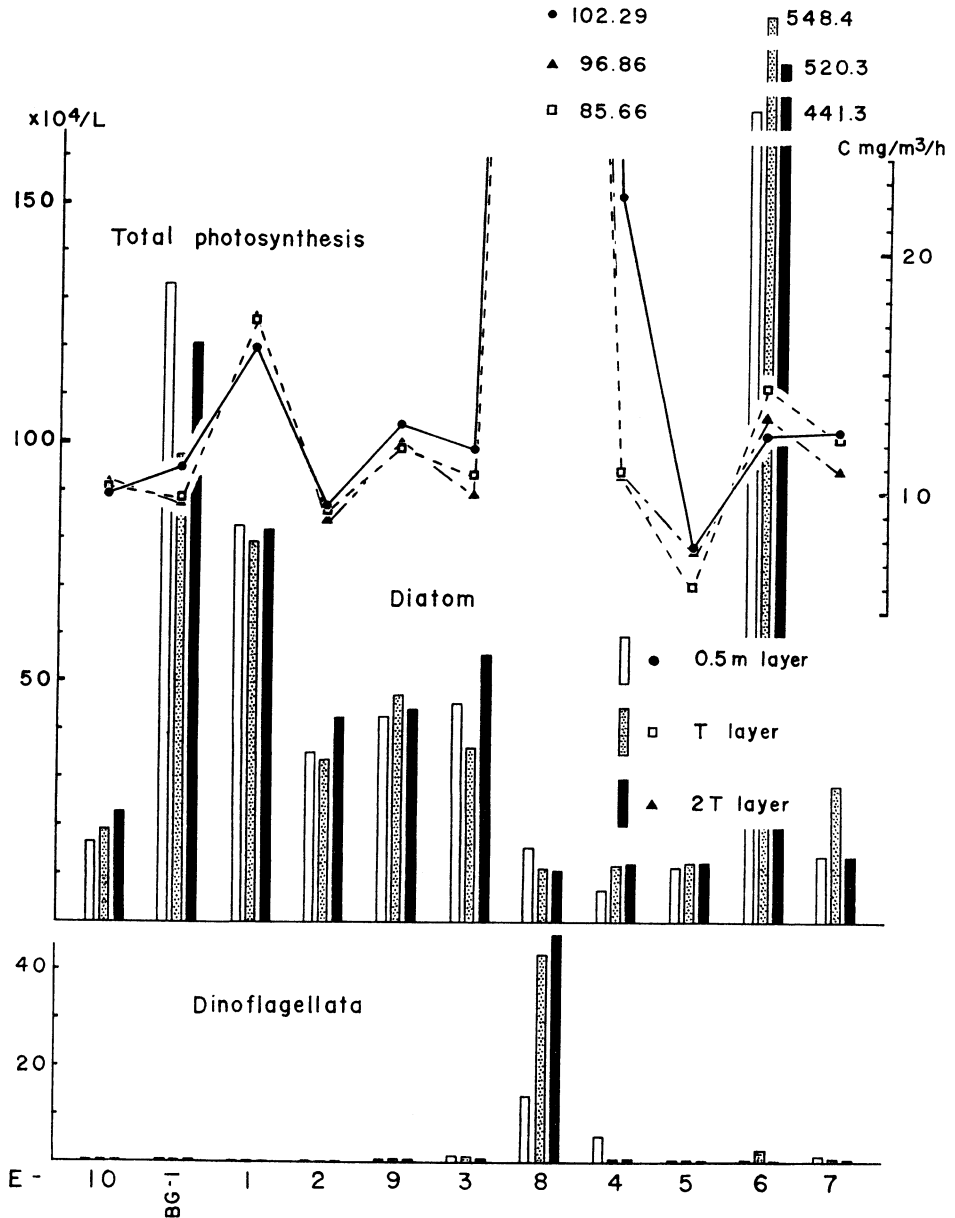 • 102.29
▲ 96.86
□ 85.66
548.4
520.3
441.3
x10⁴/L
C mg/m³/h
150
100
50
20
10
Total photosynthesis
Diatom
0.5 m layer
T layer
2T layer
40
20
Dinoflagellata
E - 10 BG-1 1 2 9 3 8 4 5 6 7